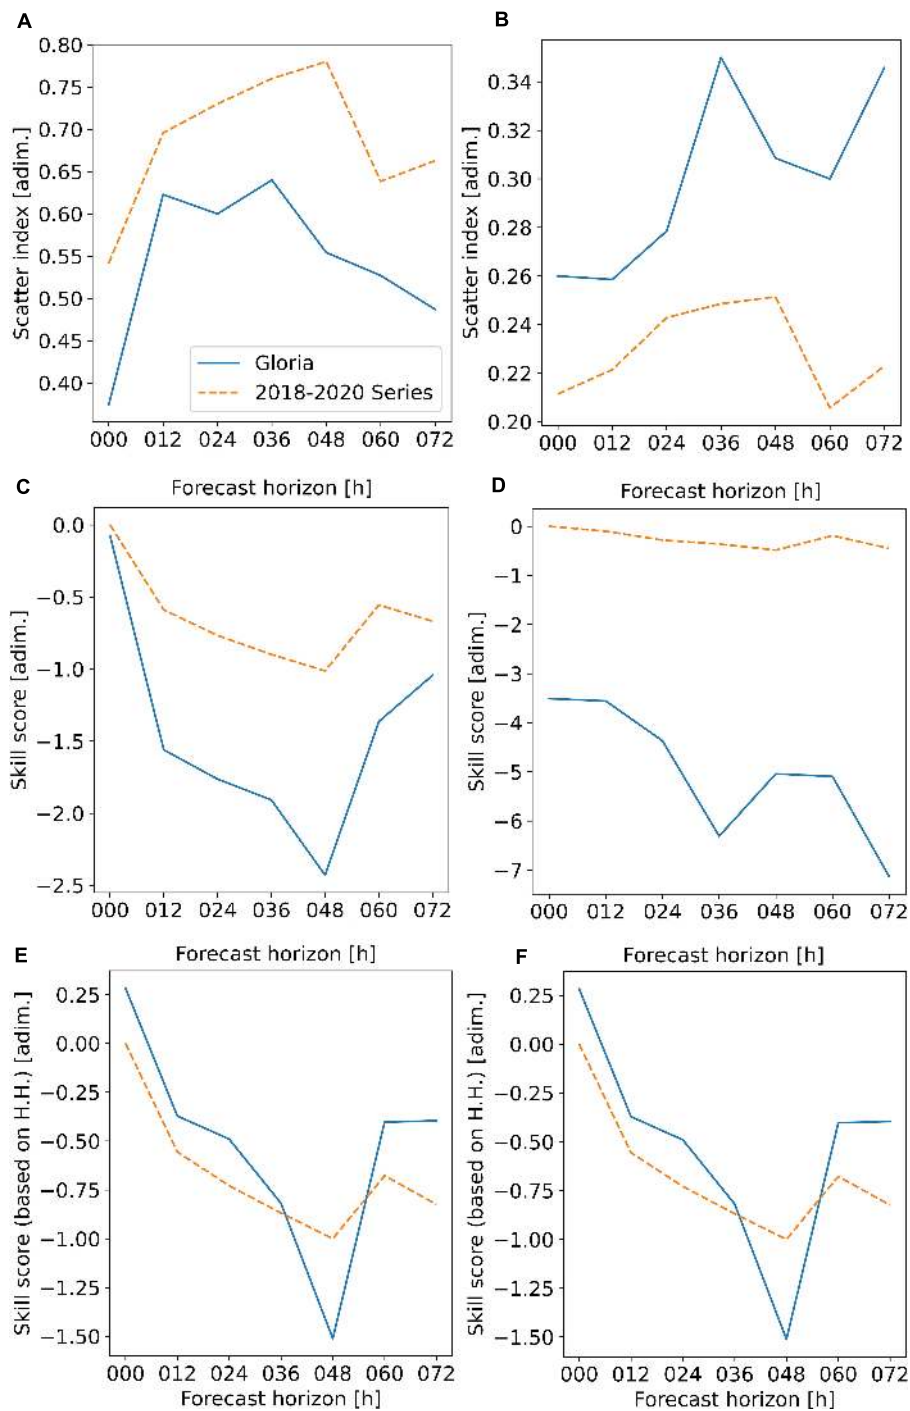 A
Scatter index [adim.]
0.80
0.75
0.70
0.65
0.60
0.55
0.50
0.45
0.40
Gloria
2018-2020 Series
000 012 024 036 048 060 072
Forecast horizon [h]
B
Scatter index [adim.]
0.34
0.32
0.30
0.28
0.26
0.24
0.22
0.20
000 012 024 036 048 060 072
Forecast horizon [h]
C
Skill score [adim.]
0.0
−0.5
−1.0
−1.5
−2.0
−2.5
000 012 024 036 048 060 072
Forecast horizon [h]
D
Skill score [adim.]
0
−1
−2
−3
−4
−5
−6
−7
000 012 024 036 048 060 072
Forecast horizon [h]
E
Skill score (based on H.H.) [adim.]
0.25
0.00
−0.25
−0.50
−0.75
−1.00
−1.25
−1.50
000 012 024 036 048 060 072
Forecast horizon [h]
F
Skill score (based on H.H.) [adim.]
0.25
0.00
−0.25
−0.50
−0.75
−1.00
−1.25
−1.50
000 012 024 036 048 060 072
Forecast horizon [h]